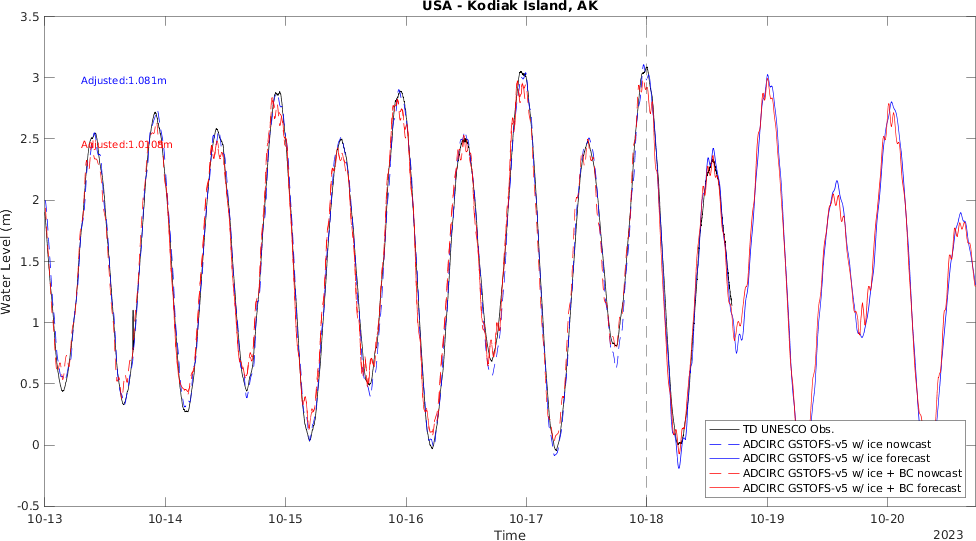 USA - Kodiak Island, AK
3.5
3
2.5
2
1.5
1
0.5
0
-0.5
Water Level (m)
Adjusted:1.081m
Adjusted:1.0108m
TD UNESCO Obs.
ADCIRC GSTOFS-v5 w/ ice nowcast
ADCIRC GSTOFS-v5 w/ ice forecast
ADCIRC GSTOFS-v5 w/ ice + BC nowcast
ADCIRC GSTOFS-v5 w/ ice + BC forecast
10-13 10-14 10-15 10-16 10-17 10-18 10-19 10-20
Time
2023